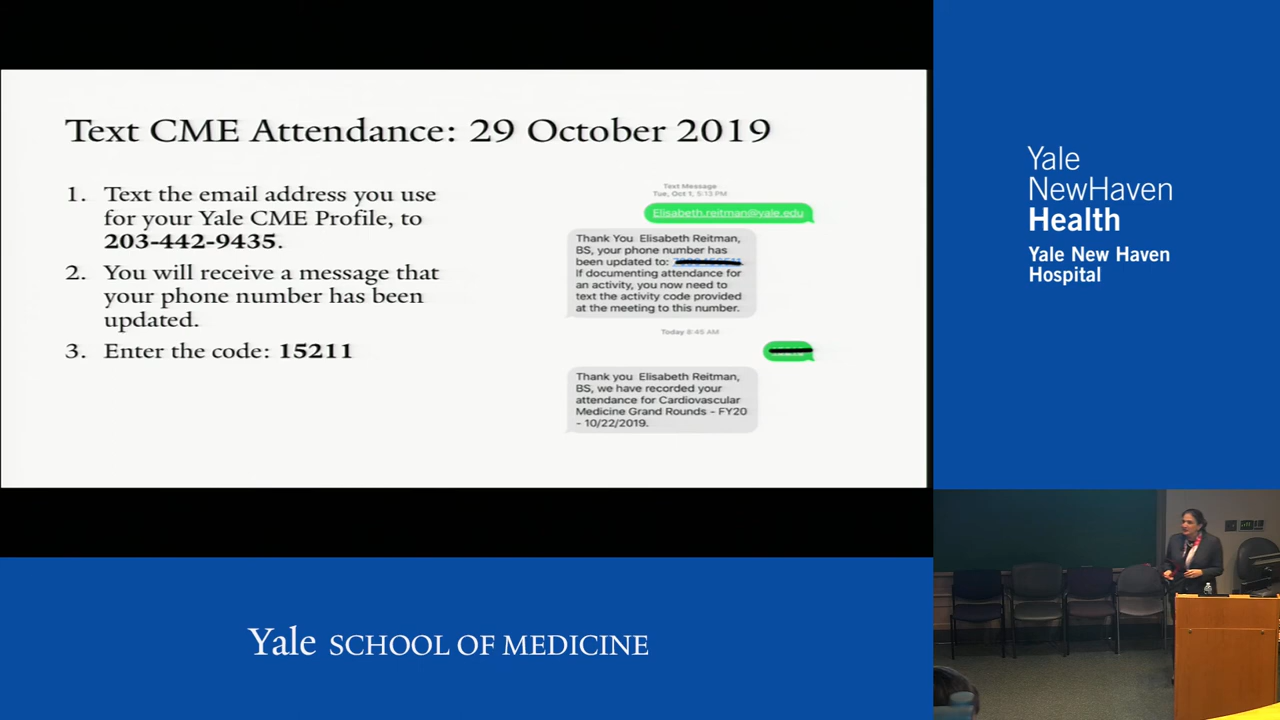 Text CME Attendance: 29 October 2019
1. Text the email address you use
for your Yale CME Profile, to
203-442-9435.
2. You will receive a message that
your phone number has been
updated.
3. Enter the code: 15211
Text Message
Tue, Oct 1, 5:13 PM
Elisabeth.reitman@yale.edu
Thank You Elisabeth Reitman,
BS, your phone number has
been updated to:
If documenting attendance for
an activity, you now need to
text the activity code provided
at the meeting to this number.
Today 8:45 AM
Thank you Elisabeth Reitman,
BS, we have recorded your
attendance for Cardiovascular
Medicine Grand Rounds - FY20
- 10/22/2019.
Yale
NewHaven
Health
Yale New Haven
Hospital
Yale SCHOOL OF MEDICINE